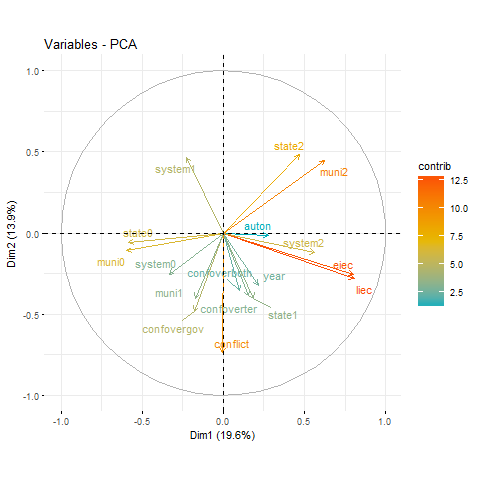 Variables - PCA
1.0
0.5
0.0
-0.5
-1.0
Dim2 (13.9%)
state2
system1
muni2
auton
state0
system2
muni0
system0
confoverboth
eiec
year
liec
muni1
confoverter
state1
confovergov
conflict
-1.0
-0.5
0.0
0.5
1.0
Dim1 (19.6%)
contrib
12.5
10.0
7.5
5.0
2.5